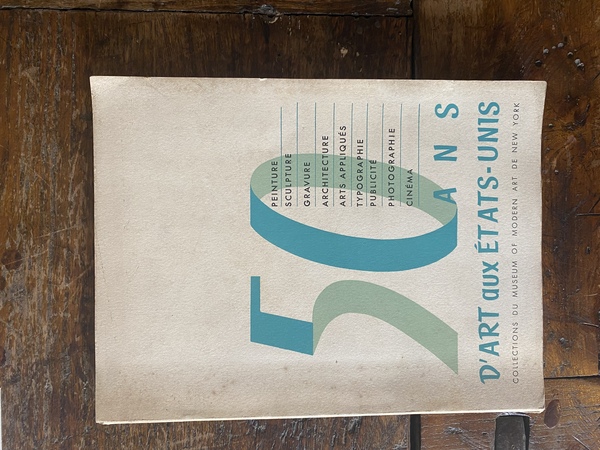 50
PEINTURE
SCULPTURE
GRAVURE
ARCHITECTURE
ARTS APPLIQUÉS
TYPOGRAPHIE
PUBLICITÉ
PHOTOGRAPHIE
CINÉMA
ANS
D'ART aux ÉTATS-UNIS
COLLECTIONS DU MUSEUM OF MODERN ART DE NEW YORK